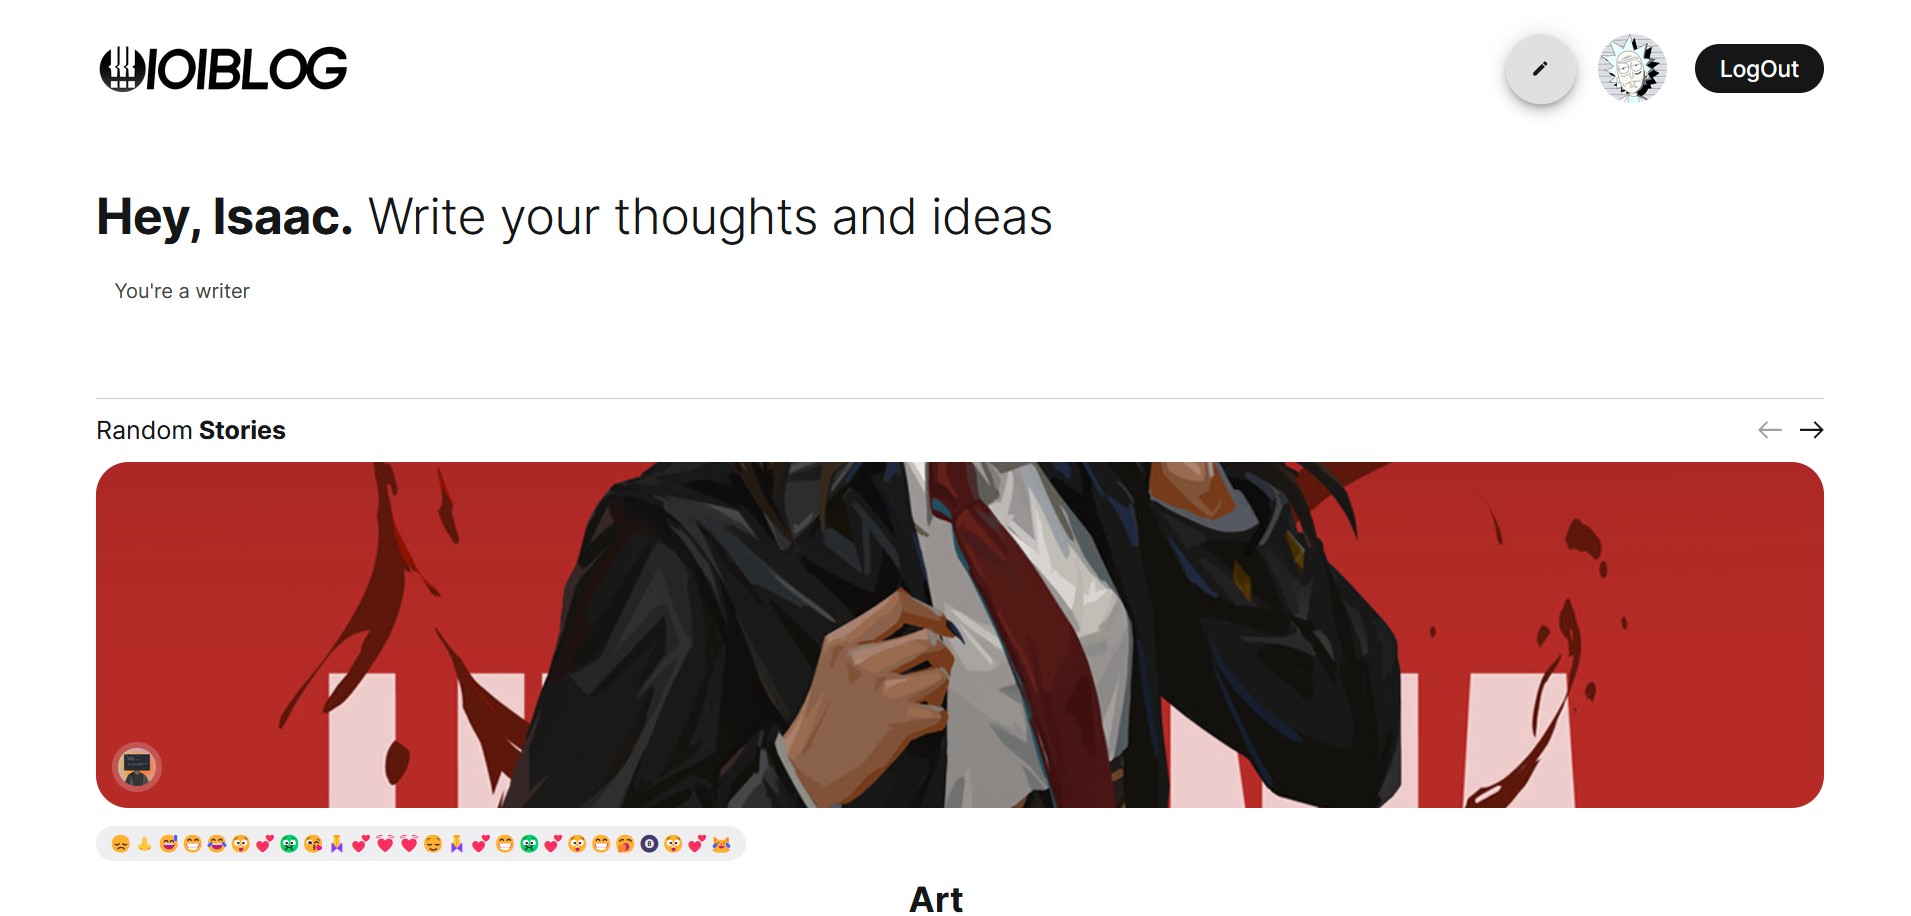 IOIBLOG
LogOut
Hey, Isaac. Write your thoughts and ideas
You're a writer
Random Stories
Art